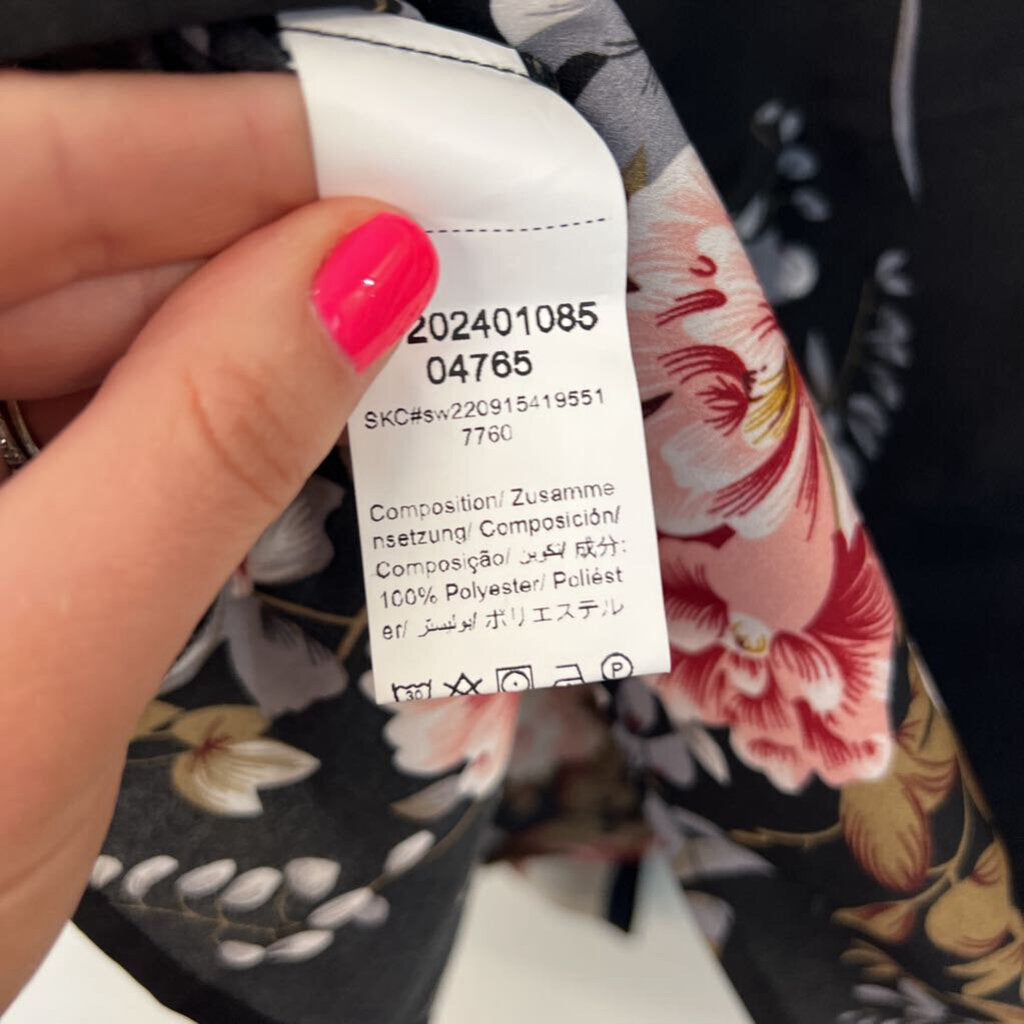 202401085
04765
SKC#sw220915419551
7760
Composition/ Zusamme
nsetzung/ Composición/
Composição/ تكوين/ 成分:
100% Polyester/ Poliést
er/ بوليستر/ ポリエステル
30
P